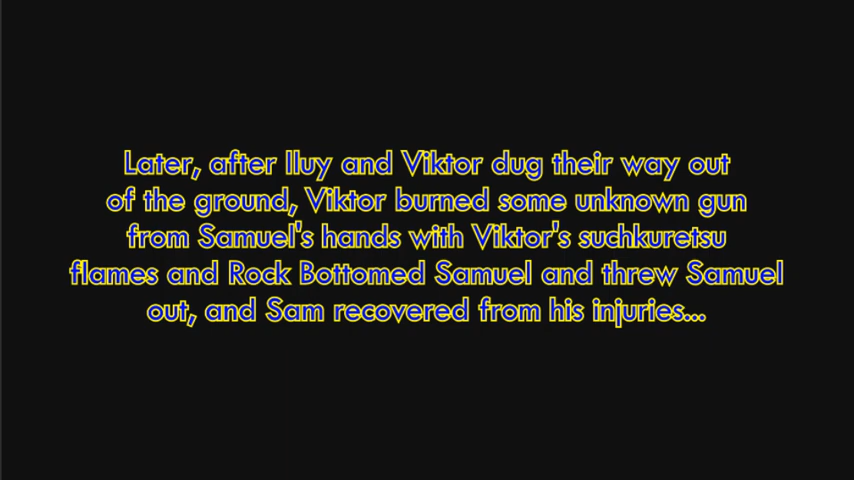 Later, after Iluy and Viktor dug their way out
of the ground, Viktor burned some unknown gun
from Samuel's hands with Viktor's suchkuretsu
flames and Rock Bottomed Samuel and threw Samuel
out, and Sam recovered from his injuries...